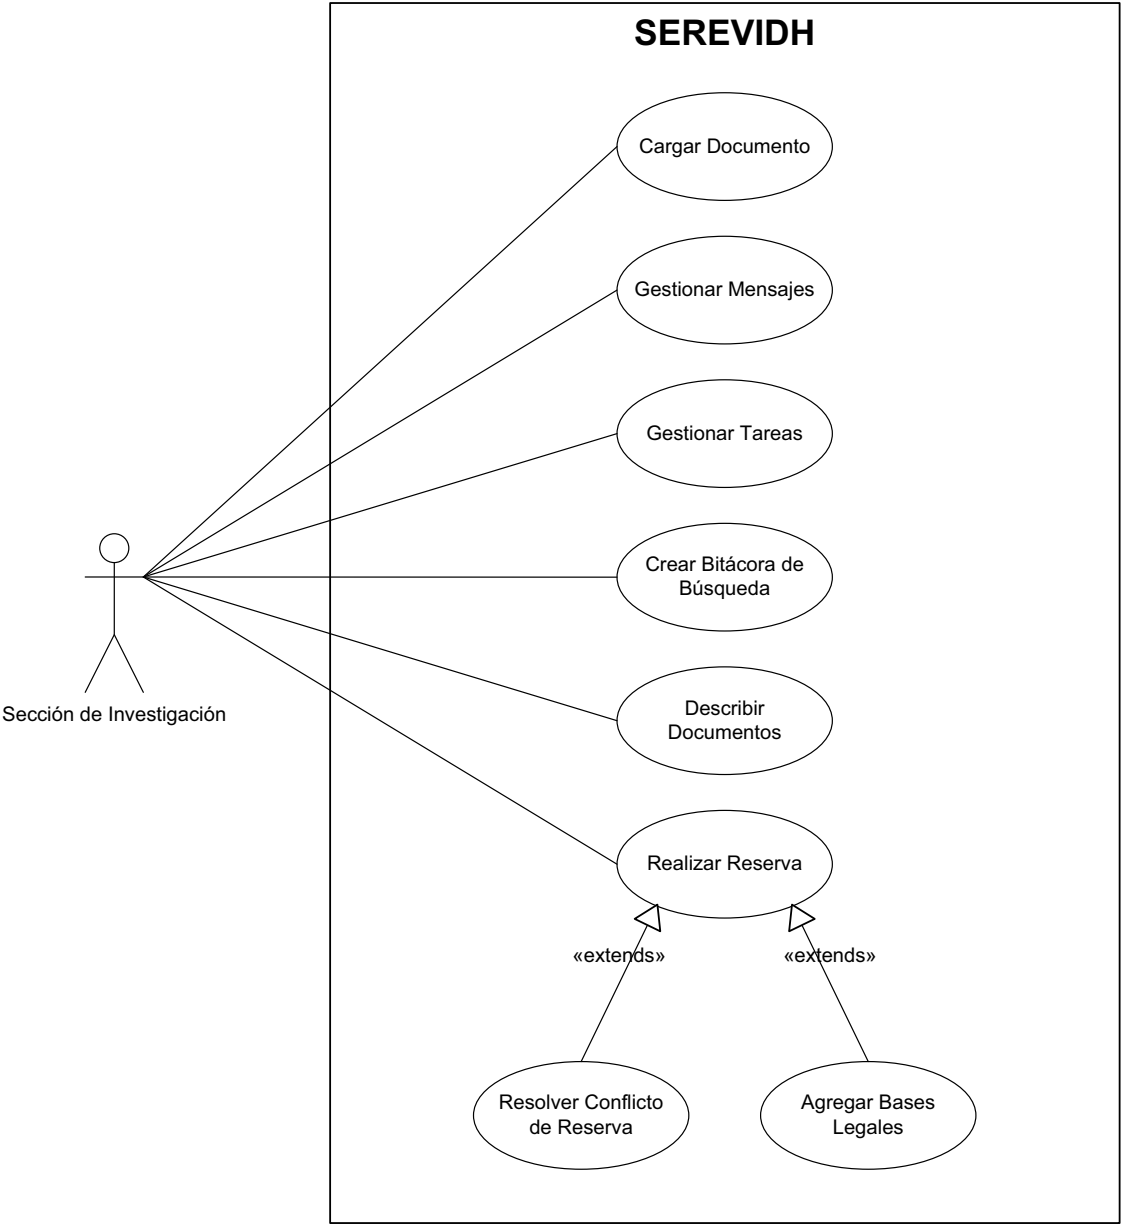 SEREVIDH
Cargar Documento
Gestionar Mensajes
Gestionar Tareas
Crear Bitácora de
Búsqueda
Sección de Investigación
Describir
Documentos
Realizar Reserva
«extends»
«extends»
Resolver Conflicto
de Reserva
Agregar Bases
Legales